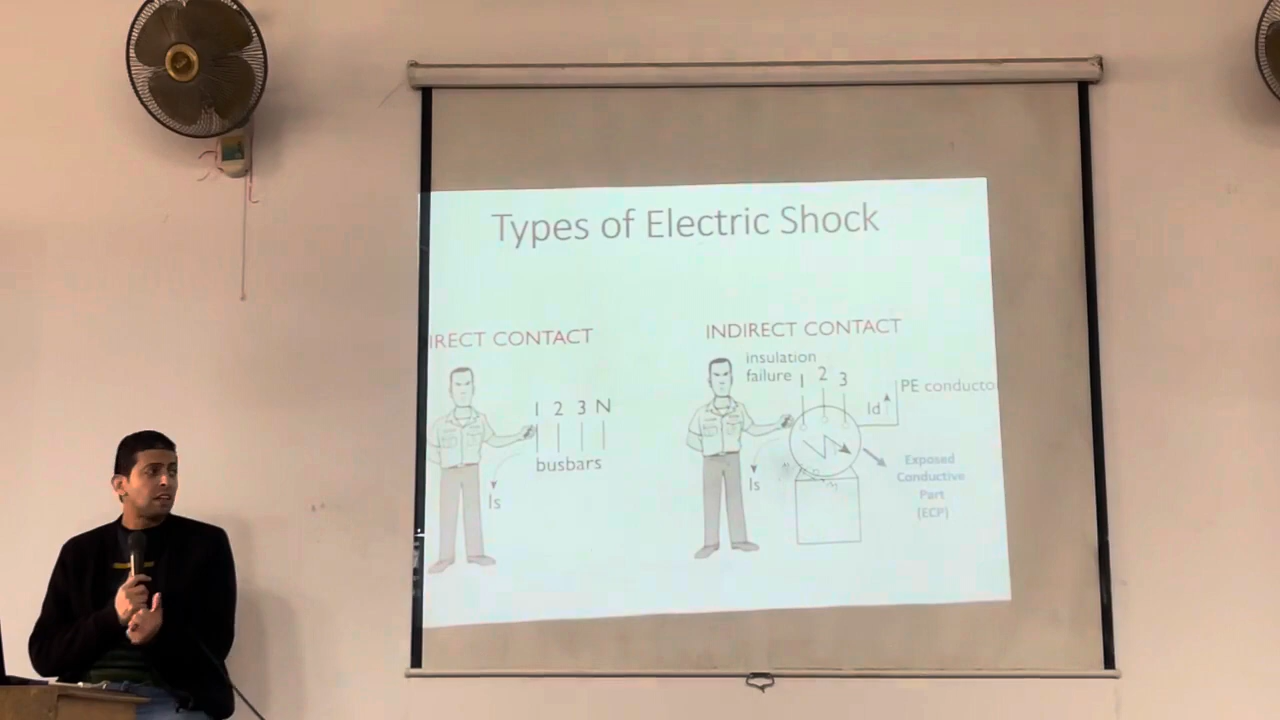 Types of Electric Shock
IRECT CONTACT
1 2 3 N
busbars
Is
INDIRECT CONTACT
insulation
failure
1 2 3
PE conducto
Id
Is
Exposed
Conductive
Part
(ECP)